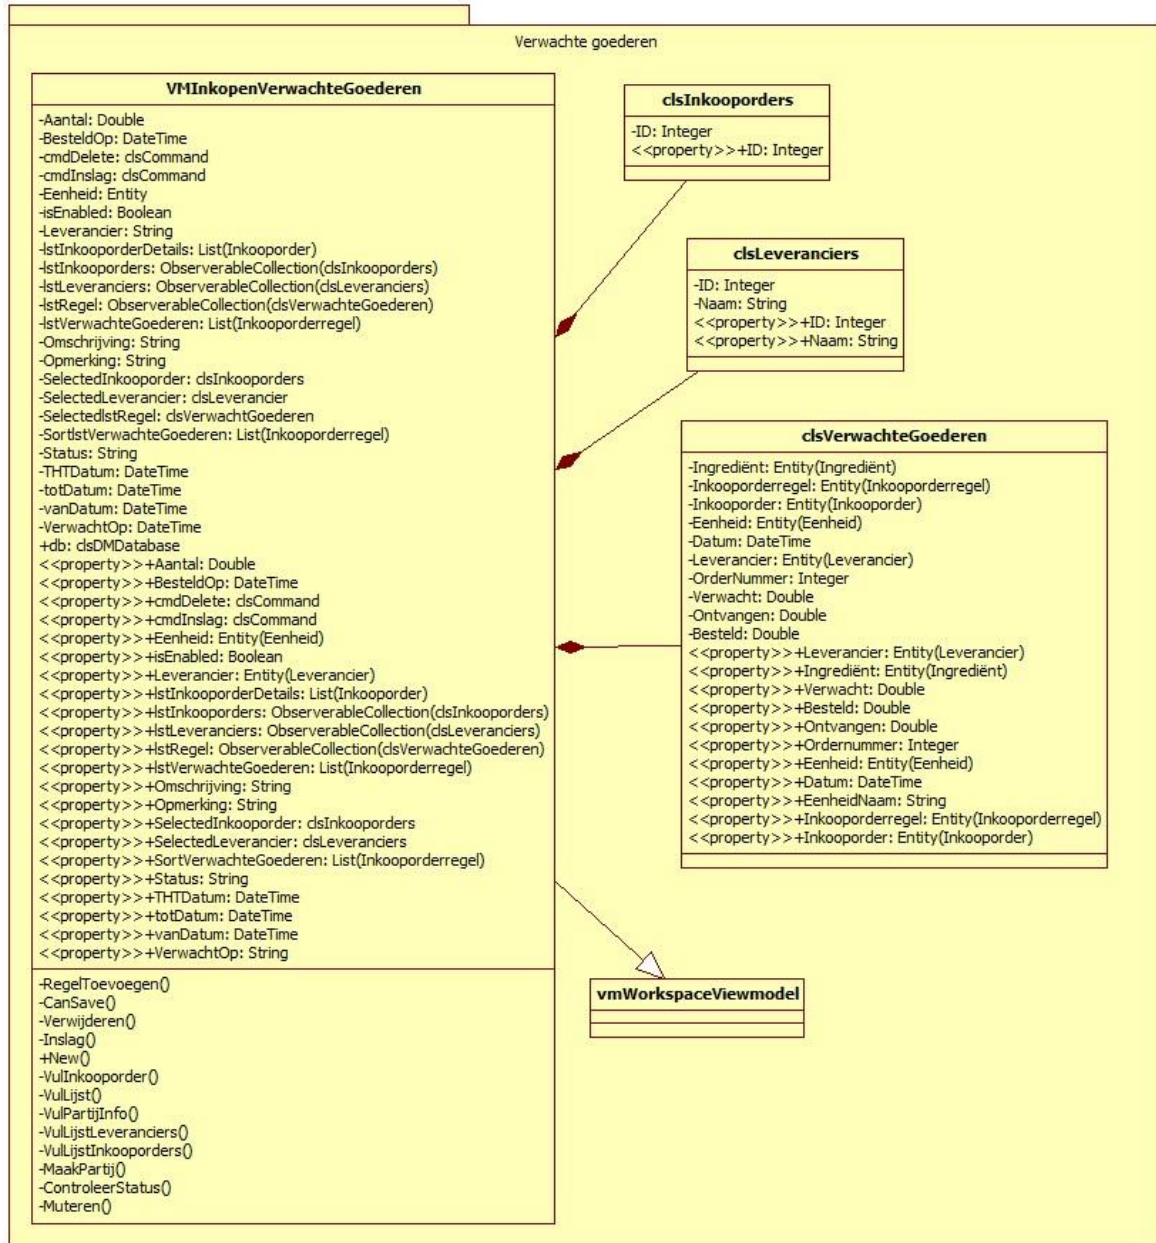 Verwachte goederen
VMInkopenVerwachteGoederen
-Aantal: Double
-BesteldOp: DateTime
-cmdDelete: clsCommand
-cmdInslag: clsCommand
-Eenheid: Entity
-isEnabled: Boolean
-Leverancier: String
-lstInkooporderDetails: List(Inkooporder)
-lstInkooporders: ObserverableCollection(clsInkooporders)
-lstLeveranciers: ObserverableCollection(clsLeveranciers)
-lstRegel: ObserverableCollection(clsVerwachteGoederen)
-lstVerwachteGoederen: List(Inkooporderregel)
-Omschrijving: String
-Opmerking: String
-SelectedInkooporder: clsInkooporders
-SelectedLeverancier: clsLeverancier
-SelectedlstRegel: clsVerwachtGoederen
-SortlstVerwachteGoederen: List(Inkooporderregel)
-Status: String
-THTDatum: DateTime
-totDatum: DateTime
-vanDatum: DateTime
-VerwachtOp: DateTime
+db: clsDMDatabase
<<property>>+Aantal: Double
<<property>>+BesteldOp: DateTime
<<property>>+cmdDelete: clsCommand
<<property>>+cmdInslag: clsCommand
<<property>>+Eenheid: Entity(Eenheid)
<<property>>+isEnabled: Boolean
<<property>>+Leverancier: Entity(Leverancier)
<<property>>+lstInkooporderDetails: List(Inkooporder)
<<property>>+lstInkooporders: ObserverableCollection(clsInkooporders)
<<property>>+lstLeveranciers: ObserverableCollection(clsLeveranciers)
<<property>>+lstRegel: ObserverableCollection(clsVerwachteGoederen)
<<property>>+lstVerwachteGoederen: List(Inkooporderregel)
<<property>>+Omschrijving: String
<<property>>+Opmerking: String
<<property>>+SelectedInkooporder: clsInkooporders
<<property>>+SelectedLeverancier: clsLeveranciers
<<property>>+SortVerwachteGoederen: List(Inkooporderregel)
<<property>>+Status: String
<<property>>+THTDatum: DateTime
<<property>>+totDatum: DateTime
<<property>>+vanDatum: DateTime
<<property>>+VerwachtOp: String
-RegelToevoegen()
-CanSave()
-Verwijderen()
-Inslag()
+New()
-VulInkooporder()
-VulLijst()
-VulPartijInfo()
-VulLijstLeveranciers()
-VulLijstInkooporders()
-MaakPartij()
-ControleerStatus()
-Muteren()
clsInkooporders
-ID: Integer
<<property>>+ID: Integer
clsLeveranciers
-ID: Integer
-Naam: String
<<property>>+ID: Integer
<<property>>+Naam: String
clsVerwachteGoederen
-Ingrediënt: Entity(Ingrediënt)
-Inkooporderregel: Entity(Inkooporderregel)
-Inkooporder: Entity(Inkooporder)
-Eenheid: Entity(Eenheid)
-Datum: DateTime
-Leverancier: Entity(Leverancier)
-OrderNummer: Integer
-Verwacht: Double
-Ontvangen: Double
-Besteld: Double
<<property>>+Leverancier: Entity(Leverancier)
<<property>>+Ingrediënt: Entity(Ingrediënt)
<<property>>+Verwacht: Double
<<property>>+Besteld: Double
<<property>>+Ontvangen: Double
<<property>>+Ordernummer: Integer
<<property>>+Eenheid: Entity(Eenheid)
<<property>>+Datum: DateTime
<<property>>+EenheidNaam: String
<<property>>+Inkooporderregel: Entity(Inkooporderregel)
<<property>>+Inkooporder: Entity(Inkooporder)
vmWorkspaceViewmodel